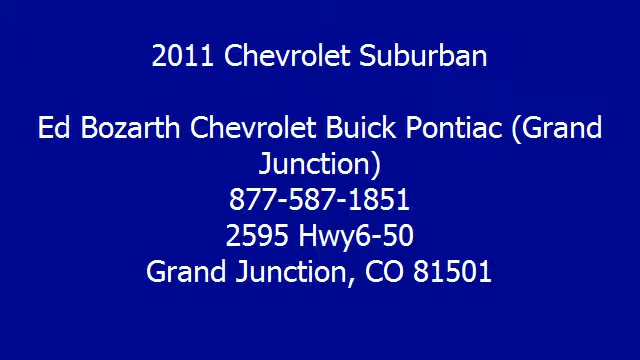 2011 Chevrolet Suburban
Ed Bozarth Chevrolet Buick Pontiac (Grand
Junction)
877-587-1851
2595 Hwy6-50
Grand Junction, CO 81501